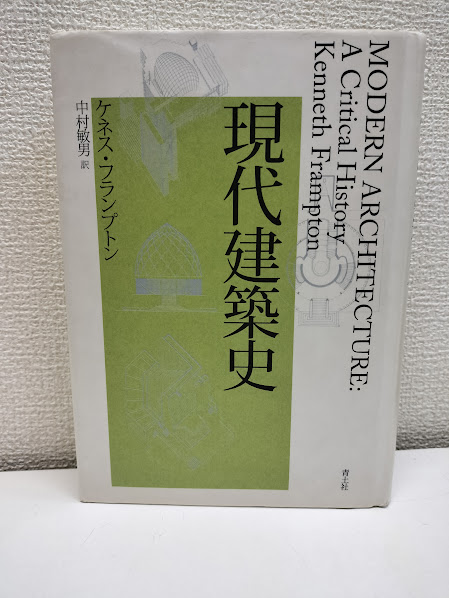 MODERN ARCHITECTURE:
A Critical History
Kenneth Frampton
現代建築史
ケネス・フランプトン
中村敏男 訳
青土社